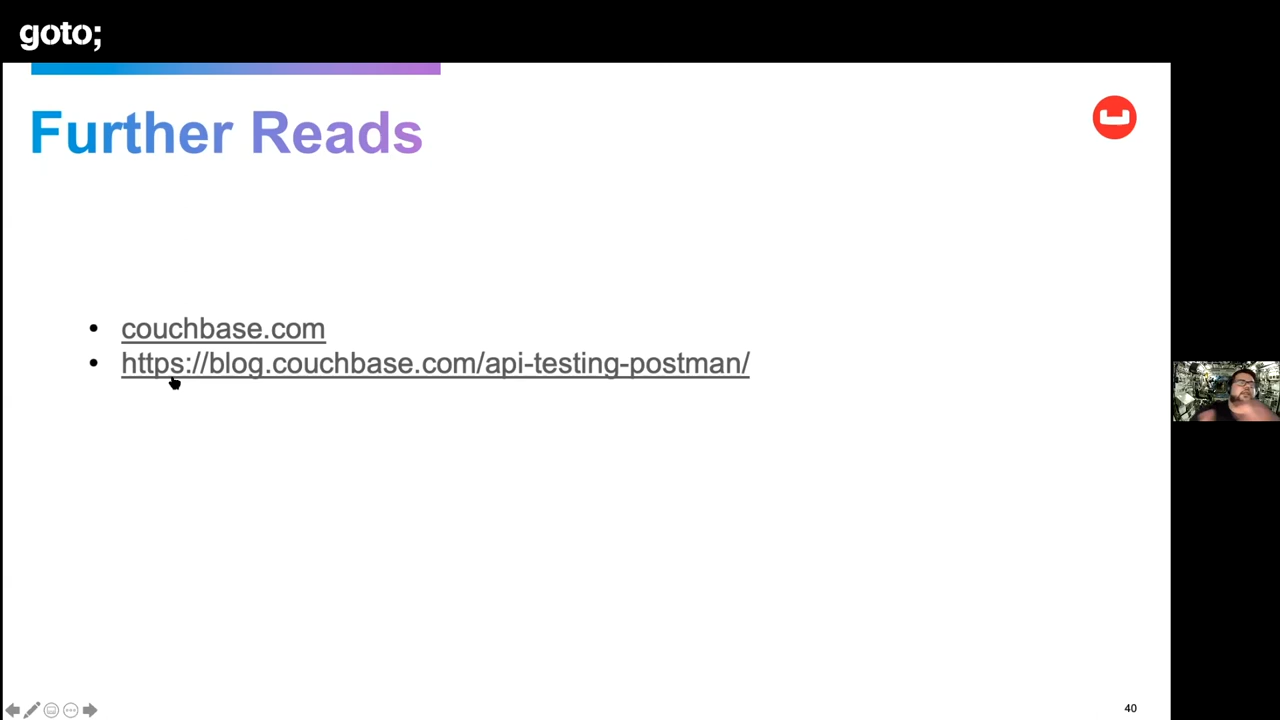 goto;
Further Reads
• couchbase.com
• https://blog.couchbase.com/api-testing-postman/
40